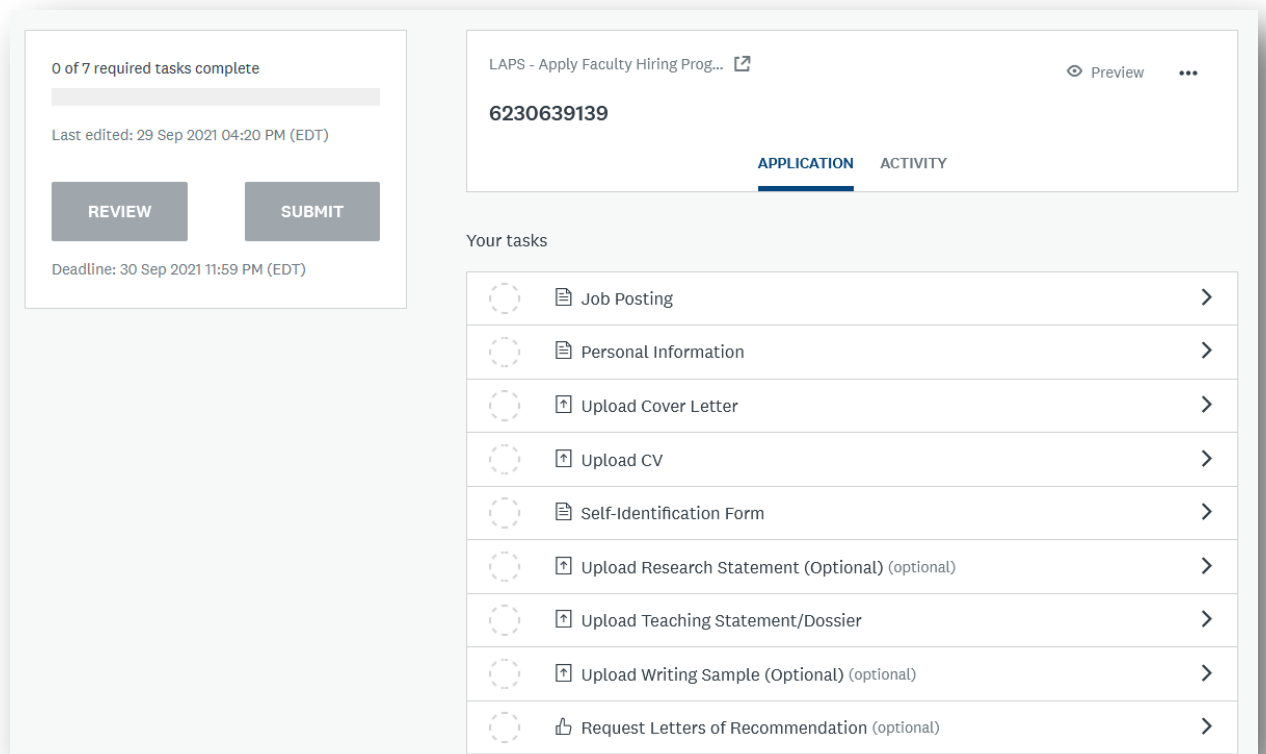 0 of 7 required tasks complete
Last edited: 29 Sep 2021 04:20 PM (EDT)
REVIEW
SUBMIT
Deadline: 30 Sep 2021 11:59 PM (EDT)
LAPS - Apply Faculty Hiring Prog...
Preview
6230639139
APPLICATION
ACTIVITY
Your tasks
Job Posting
Personal Information
Upload Cover Letter
Upload CV
Self-Identification Form
Upload Research Statement (Optional) (optional)
Upload Teaching Statement/Dossier
Upload Writing Sample (Optional) (optional)
Request Letters of Recommendation (optional)